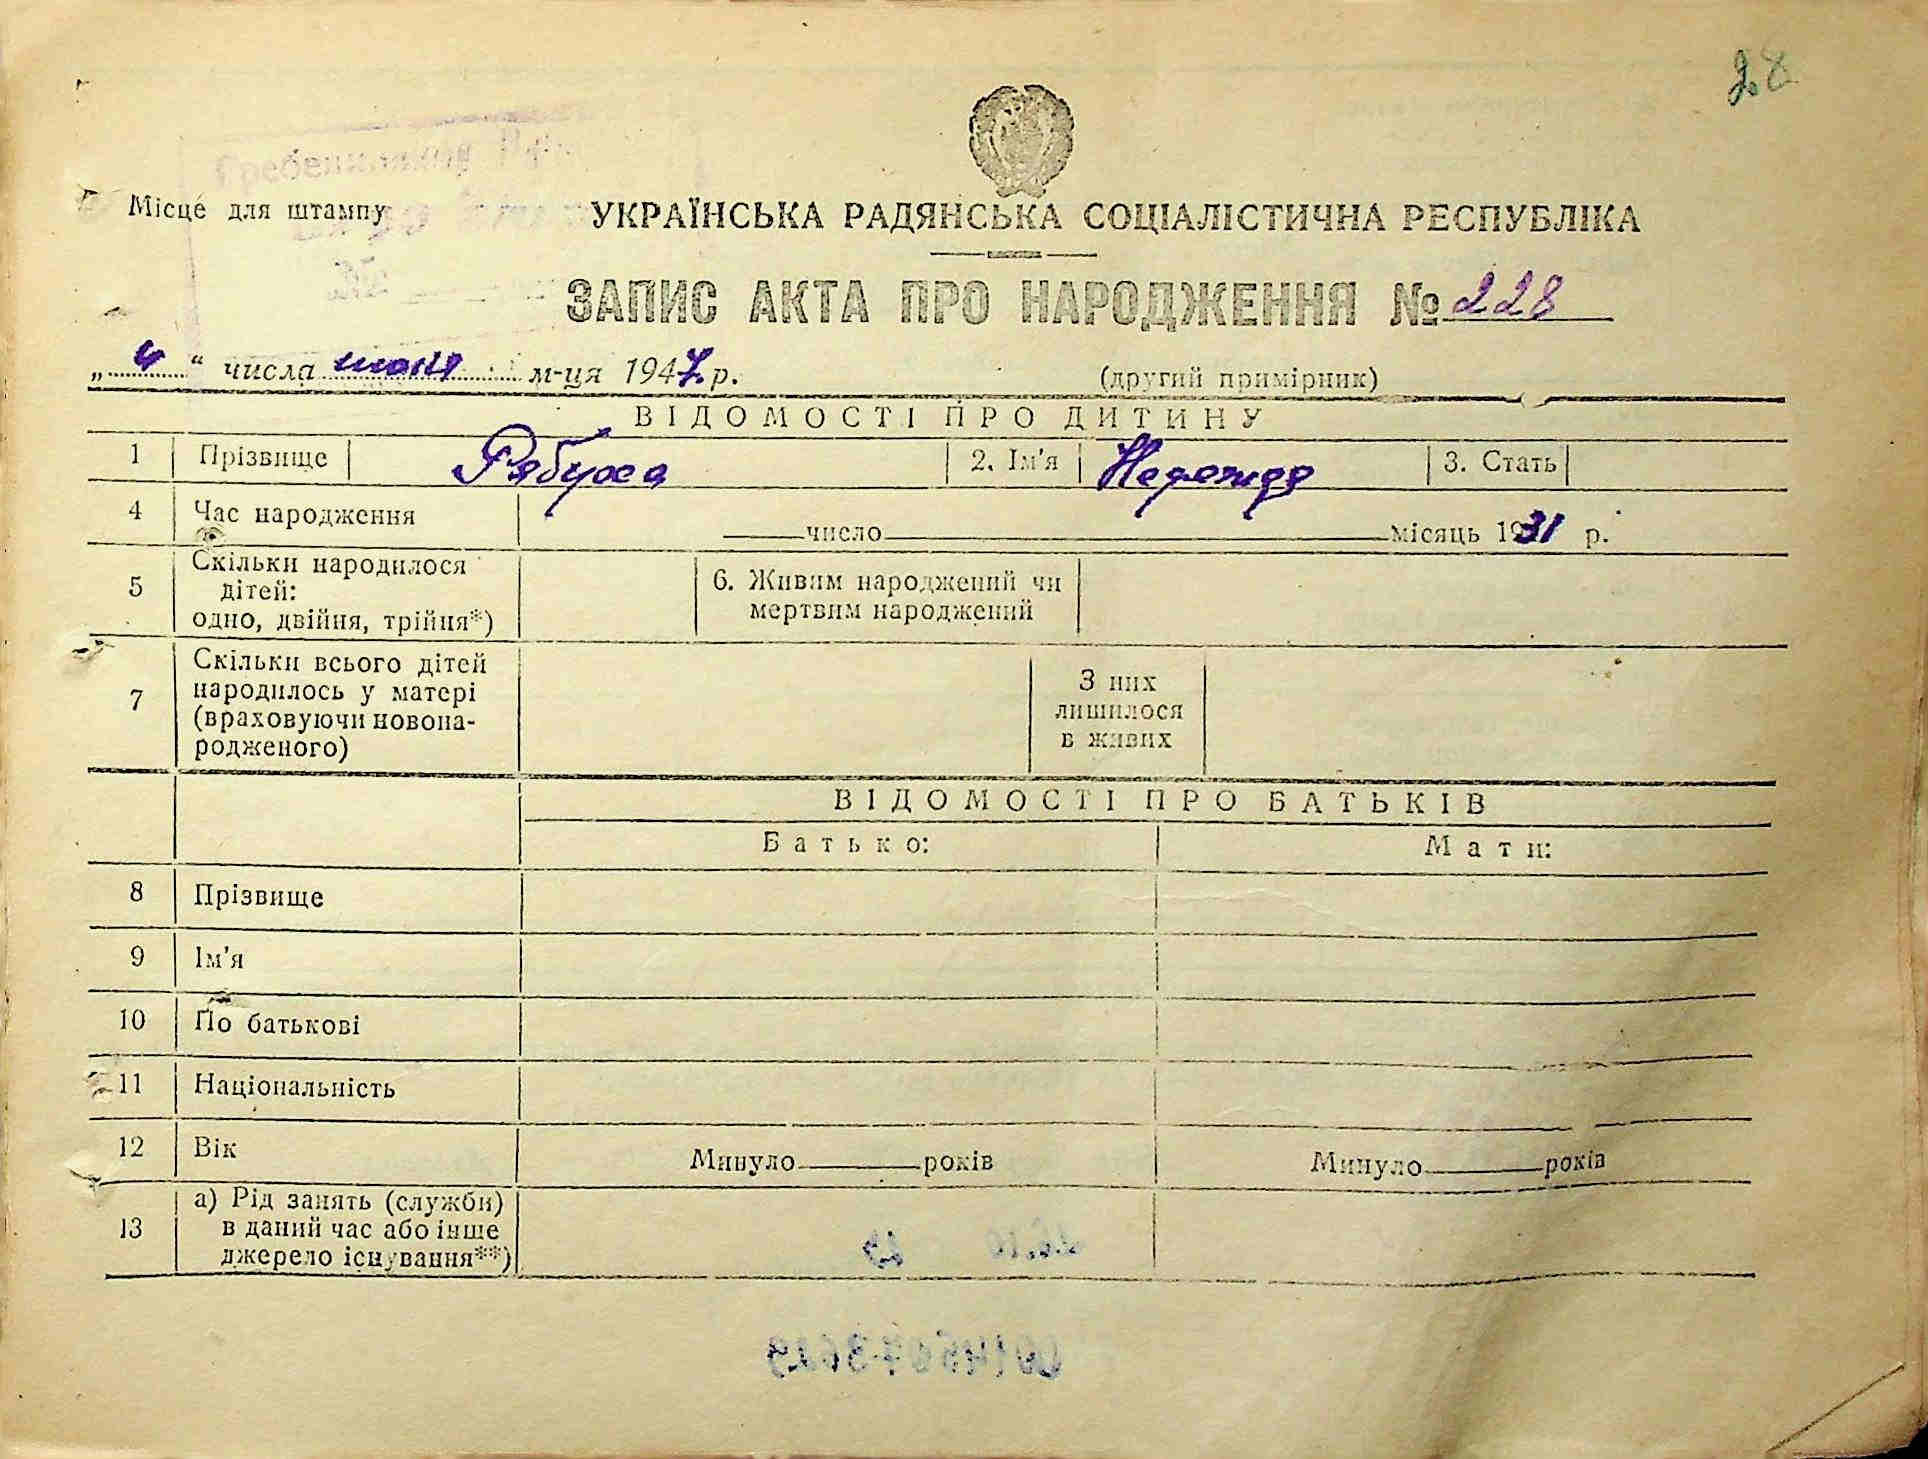 28
Гребенківський
Місце для штампу
УКРАЇНСЬКА РАДЯНСЬКА СОЦІАЛІСТИЧНА РЕСПУБЛІКА
ЗАПИС АКТА ПРО НАРОДЖЕННЯ № 228
„ 4 “ числа июня м-ця 1947 р. (другий примірник)
ВІДОМОСТІ ПРО ДИТИНУ
1 Прізвище Рябуха 2. Ім'я 3. Стать
4 Час народження число місяць 1931 р.
5 Скільки народилося дітей: одно, двійня, трійня*) 6. Живим народжений чи мертвим народжений
7 Скільки всього дітей народилось у матері (враховуючи новонародженого) З них лишилося в живих
ВІДОМОСТІ ПРО БАТЬКІВ
Батько: Мати:
8 Прізвище
9 Ім'я
10 По батькові
11 Національність
12 Вік Минуло років Минуло років
13 а) Рід занять (служби) в даний час або інше джерело існування**)